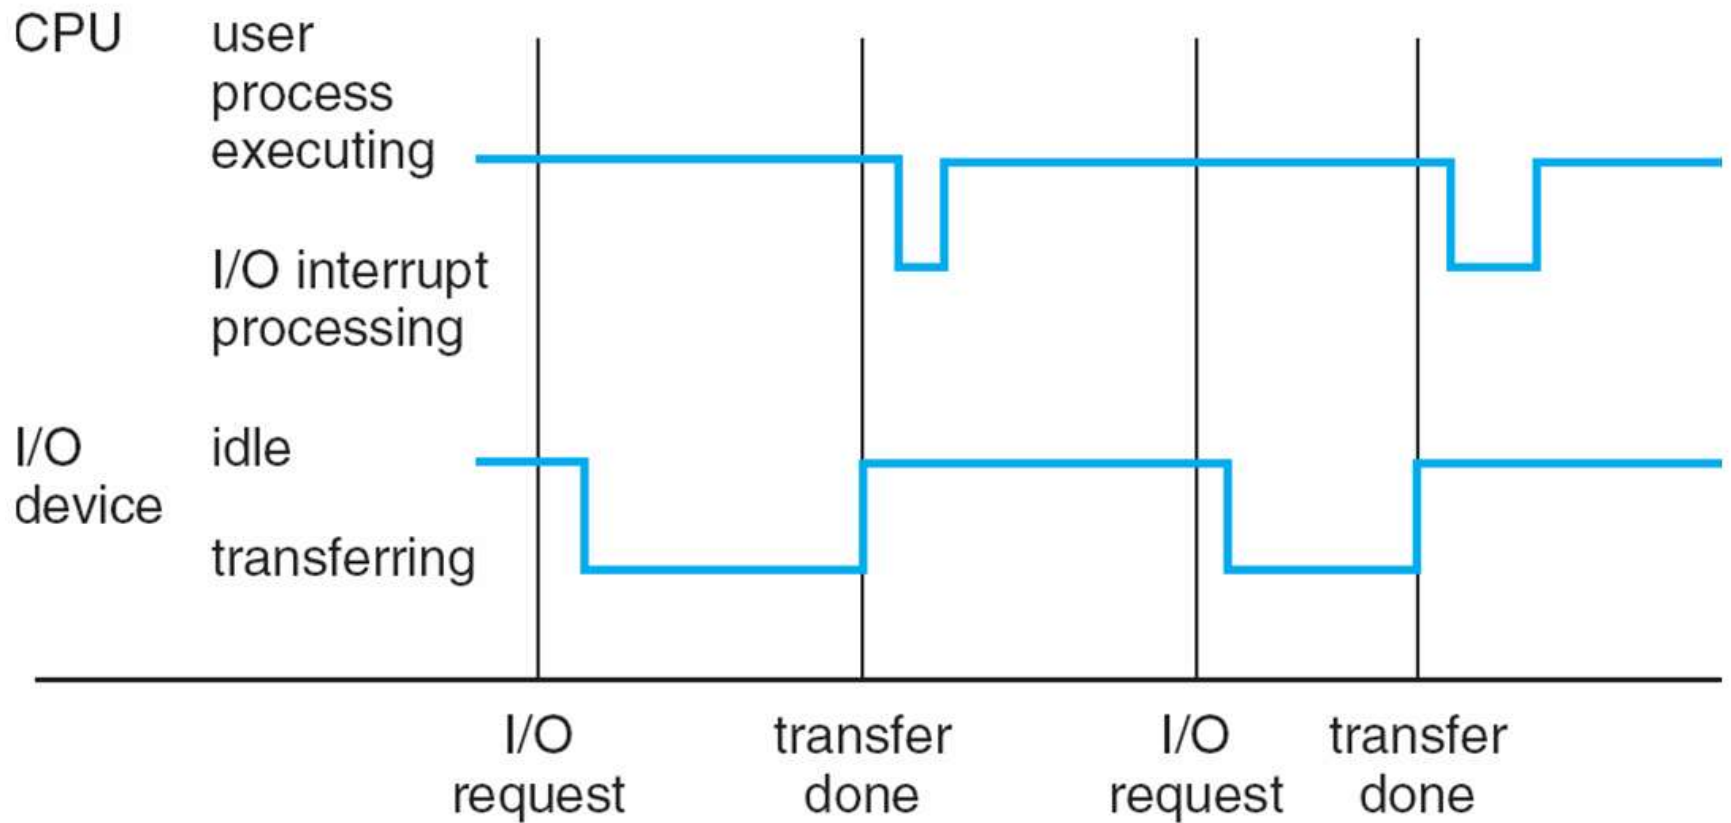 CPU
user
process
executing
I/O interrupt
processing
I/O
device
idle
transferring
I/O
request
transfer
done
I/O
request
transfer
done